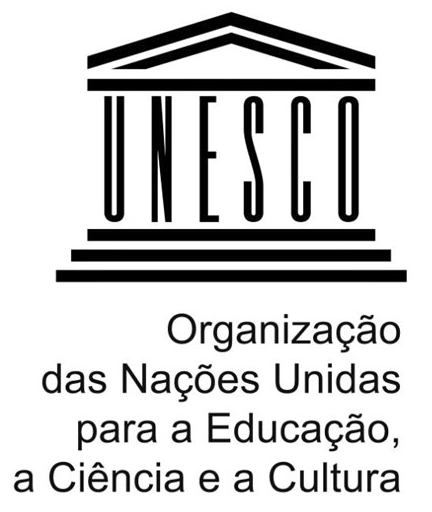 UNESCO
Organização
das Nações Unidas
para a Educação,
a Ciência e a Cultura